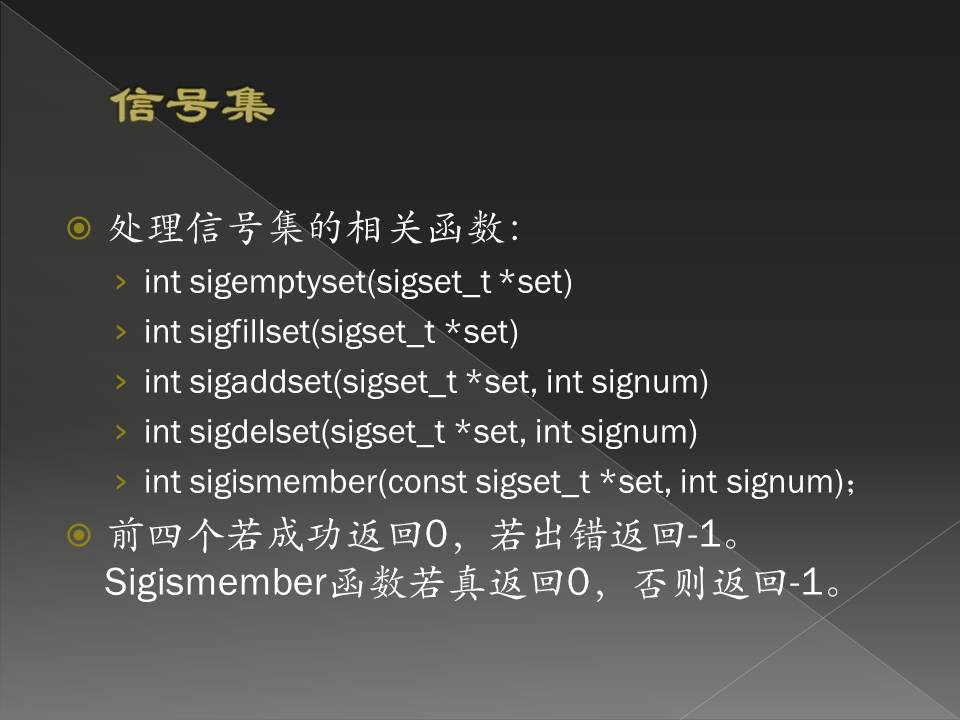 信号集
处理信号集的相关函数：
int sigemptyset(sigset_t *set)
int sigfillset(sigset_t *set)
int sigaddset(sigset_t *set, int signum)
int sigdelset(sigset_t *set, int signum)
int sigismember(const sigset_t *set, int signum)；
前四个若成功返回0，若出错返回-1。
Sigismember函数若真返回0，否则返回-1。